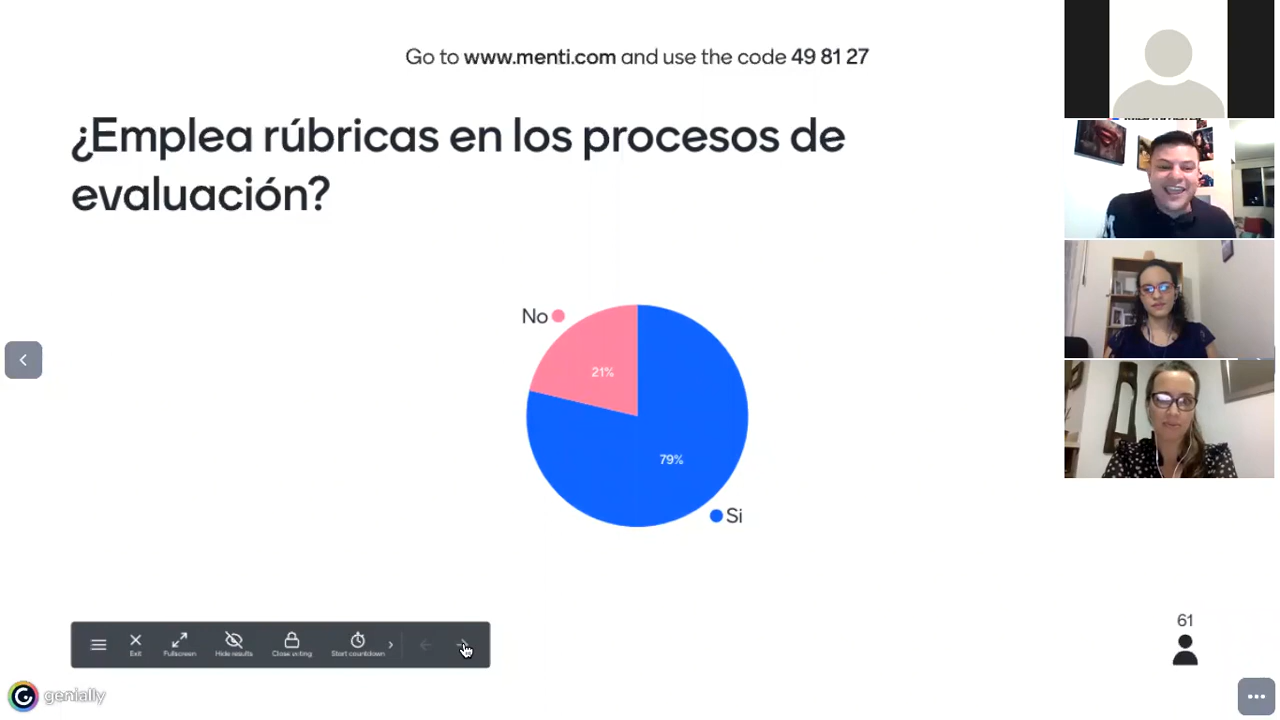 Go to www.menti.com and use the code 49 81 27
¿Emplea rúbricas en los procesos de
evaluación?
No
21%
79%
Si
Exit
Fullscreen
Hide results
Close voting
Start countdown
61
genially